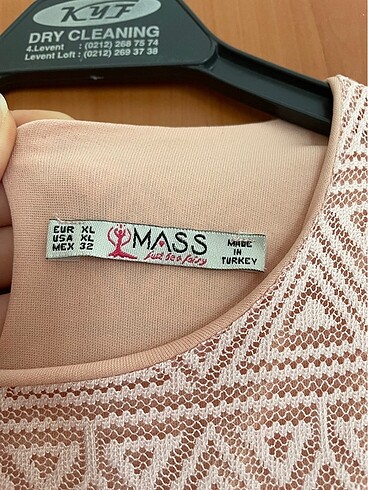 KYF
DRY CLEANING
4.Levent : (0212) 268 75 74
Levent Loft : (0212) 269 37 38
EUR XL
USA XL
MEX 32
MASS
just be a fairy
MADE
IN
TURKEY